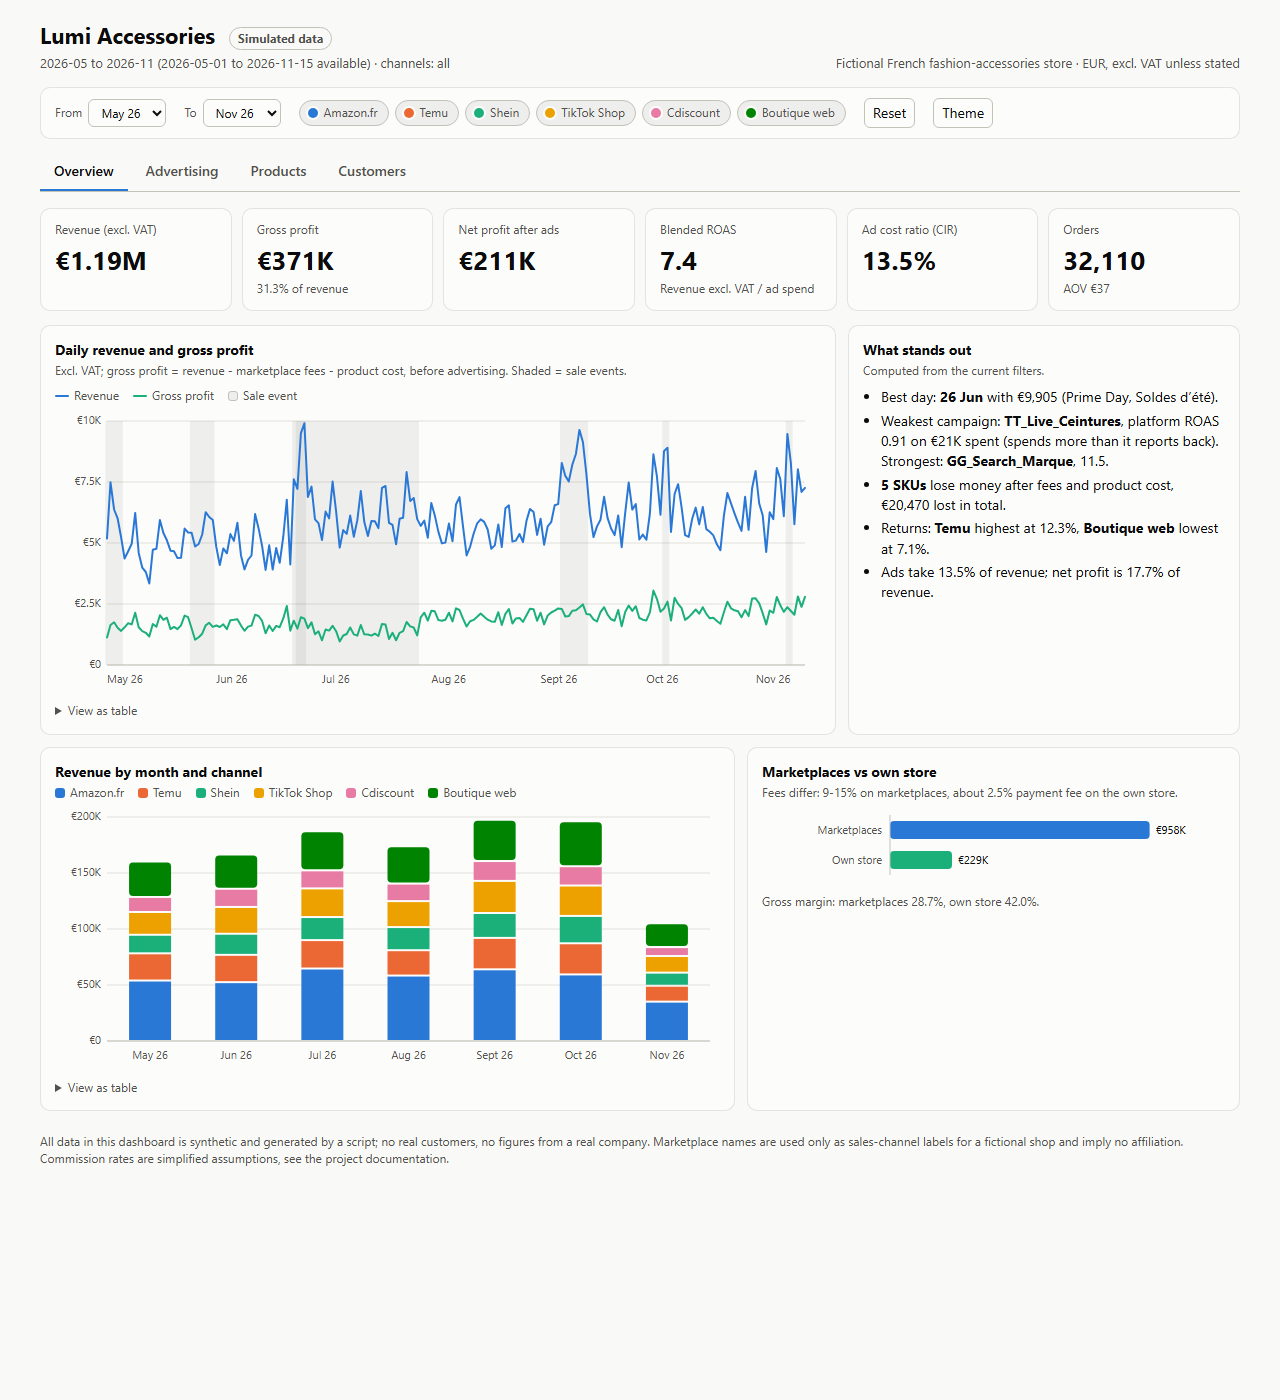 Lumi Accessories
Simulated data
2026-05 to 2026-11 (2026-05-01 to 2026-11-15 available) · channels: all
Fictional French fashion-accessories store · EUR, excl. VAT unless stated
From
May 26
To
Nov 26
Amazon.fr
Temu
Shein
TikTok Shop
Cdiscount
Boutique web
Reset
Theme
Overview
Advertising
Products
Customers
Revenue (excl. VAT)
€1.19M
Gross profit
€371K
31.3% of revenue
Net profit after ads
€211K
Blended ROAS
7.4
Revenue excl. VAT / ad spend
Ad cost ratio (CIR)
13.5%
Orders
32,110
AOV €37
Daily revenue and gross profit
Excl. VAT; gross profit = revenue - marketplace fees - product cost, before advertising. Shaded = sale events.
Revenue
Gross profit
Sale event
€10K
€7.5K
€5K
€2.5K
€0
May 26
Jun 26
Jul 26
Aug 26
Sept 26
Oct 26
Nov 26
View as table
What stands out
Computed from the current filters.
Best day: 26 Jun with €9,905 (Prime Day, Soldes d'été).
Weakest campaign: TT_Live_Ceintures, platform ROAS
0.91 on €21K spent (spends more than it reports back).
Strongest: GG_Search_Marque, 11.5.
5 SKUs lose money after fees and product cost,
€20,470 lost in total.
Returns: Temu highest at 12.3%, Boutique web lowest
at 7.1%.
Ads take 13.5% of revenue; net profit is 17.7% of
revenue.
Revenue by month and channel
Amazon.fr
Temu
Shein
TikTok Shop
Cdiscount
Boutique web
€200K
€150K
€100K
€50K
€0
May 26
Jun 26
Jul 26
Aug 26
Sept 26
Oct 26
Nov 26
View as table
Marketplaces vs own store
Fees differ: 9-15% on marketplaces, about 2.5% payment fee on the own store.
Marketplaces
€958K
Own store
€229K
Gross margin: marketplaces 28.7%, own store 42.0%.
All data in this dashboard is synthetic and generated by a script; no real customers, no figures from a real company. Marketplace names are used only as sales-channel labels for a fictional shop and imply no affiliation.
Commission rates are simplified assumptions, see the project documentation.